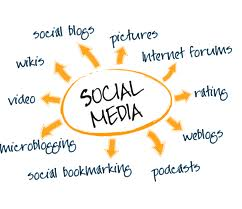 social blogs
pictures
wikis
Internet forums
video
SOCIAL
MEDIA
rating
microblogging
weblogs
social bookmarking
podcasts